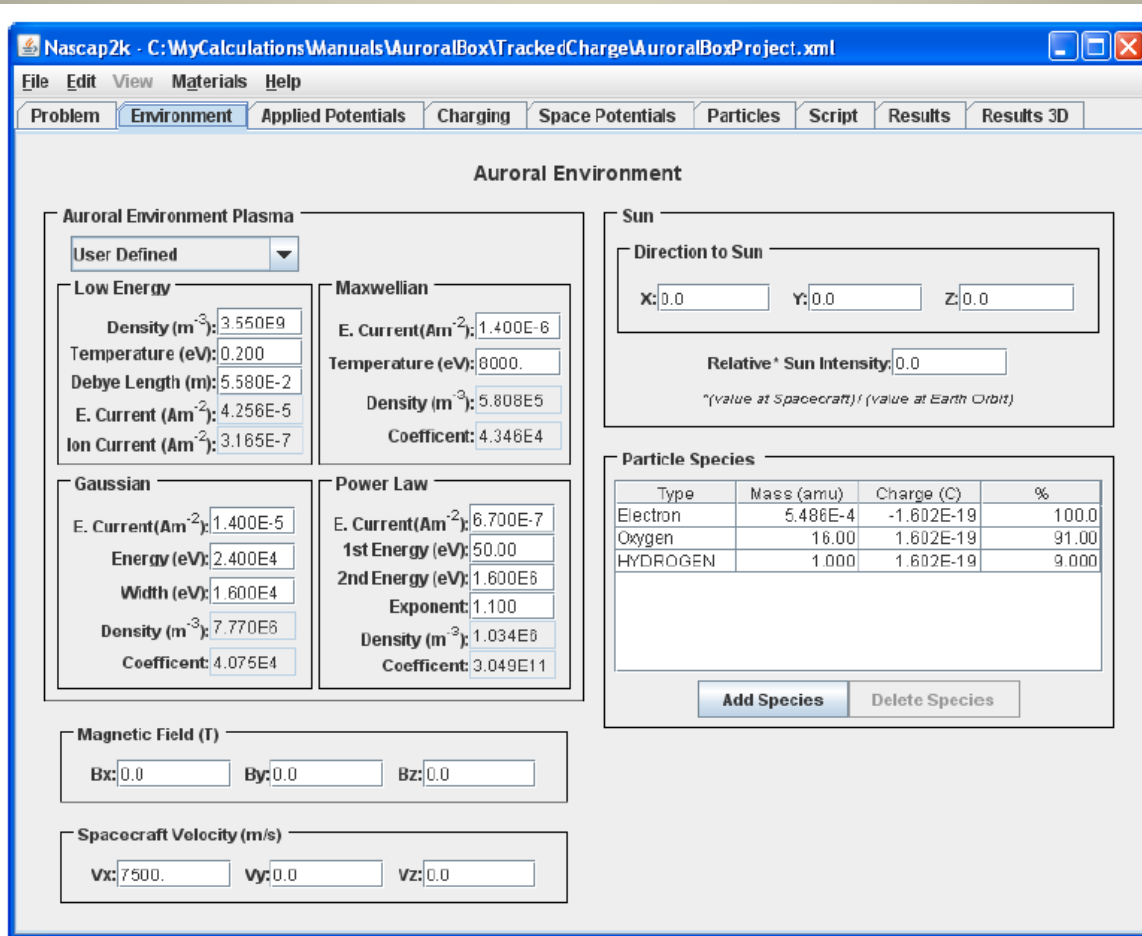 Nascap2k - C:\MyCalculations\Manuals\AuroralBox\TrackedCharge\AuroralBoxProject.xml
File Edit View Materials Help
Problem Environment Applied Potentials Charging Space Potentials Particles Script Results Results 3D
Auroral Environment
Auroral Environment Plasma
User Defined
Low Energy
Density (m-3): 3.550E9
Temperature (eV): 0.200
Debye Length (m): 5.580E-2
E. Current (Am-2): 4.256E-5
Ion Current (Am-2): 3.165E-7
Maxwellian
E. Current(Am-2): 1.400E-6
Temperature (eV): 8000.
Density (m-3): 5.808E5
Coefficent: 4.346E4
Gaussian
E. Current(Am-2): 1.400E-5
Energy (eV): 2.400E4
Width (eV): 1.600E4
Density (m-3): 7.770E6
Coefficent: 4.075E4
Power Law
E. Current(Am-2): 6.700E-7
1st Energy (eV): 50.00
2nd Energy (eV): 1.600E6
Exponent: 1.100
Density (m-3): 1.034E6
Coefficent: 3.049E11
Magnetic Field (T)
Bx: 0.0 By: 0.0 Bz: 0.0
Spacecraft Velocity (m/s)
Vx: 7500. Vy: 0.0 Vz: 0.0
Sun
Direction to Sun
X: 0.0 Y: 0.0 Z: 0.0
Relative* Sun Intensity: 0.0
*(value at Spacecraft)/(value at Earth Orbit)
Particle Species
Type Mass (amu) Charge (C) %
Electron 5.486E-4 -1.602E-19 100.0
Oxygen 16.00 1.602E-19 91.00
HYDROGEN 1.000 1.602E-19 9.000
Add Species Delete Species